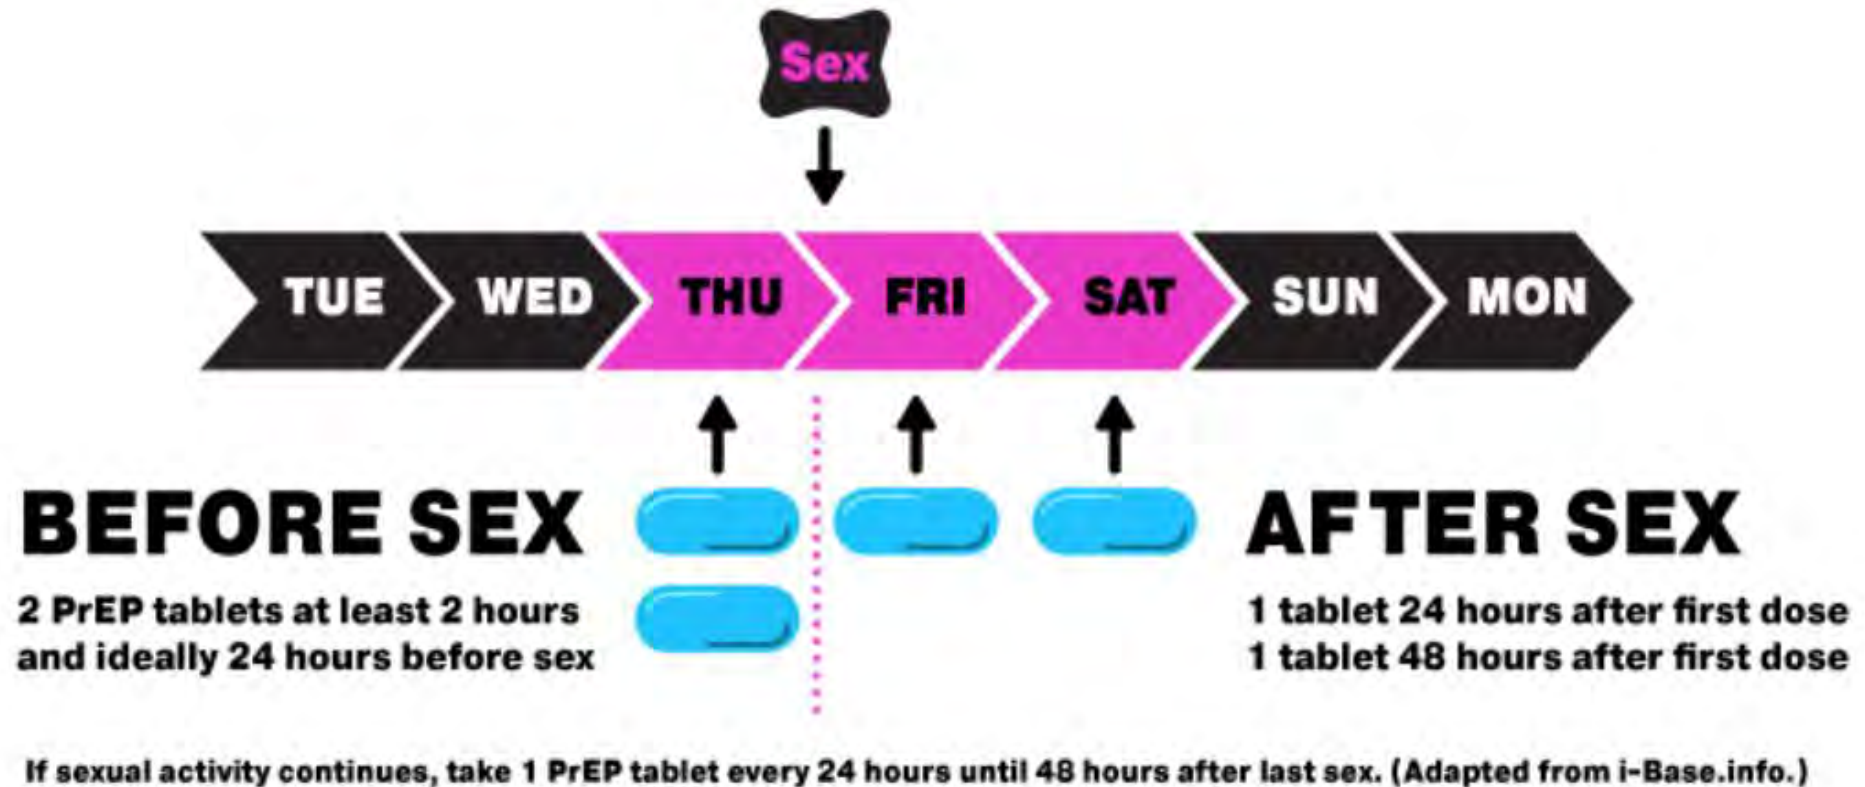 Sex
TUE WED THU FRI SAT SUN MON
BEFORE SEX
2 PrEP tablets at least 2 hours
and ideally 24 hours before sex
AFTER SEX
1 tablet 24 hours after first dose
1 tablet 48 hours after first dose
If sexual activity continues, take 1 PrEP tablet every 24 hours until 48 hours after last sex. (Adapted from i-Base.info.)